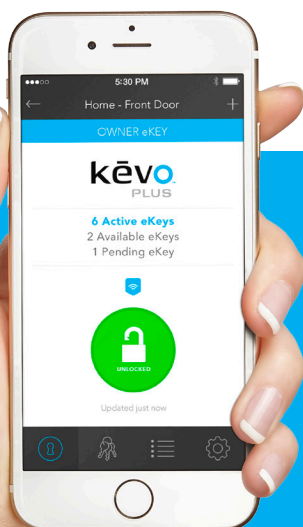 5:30 PM
Home - Front Door
OWNER eKEY
kēvo
PLUS
6 Active eKeys
2 Available eKeys
1 Pending eKey
UNLOCKED
Updated just now